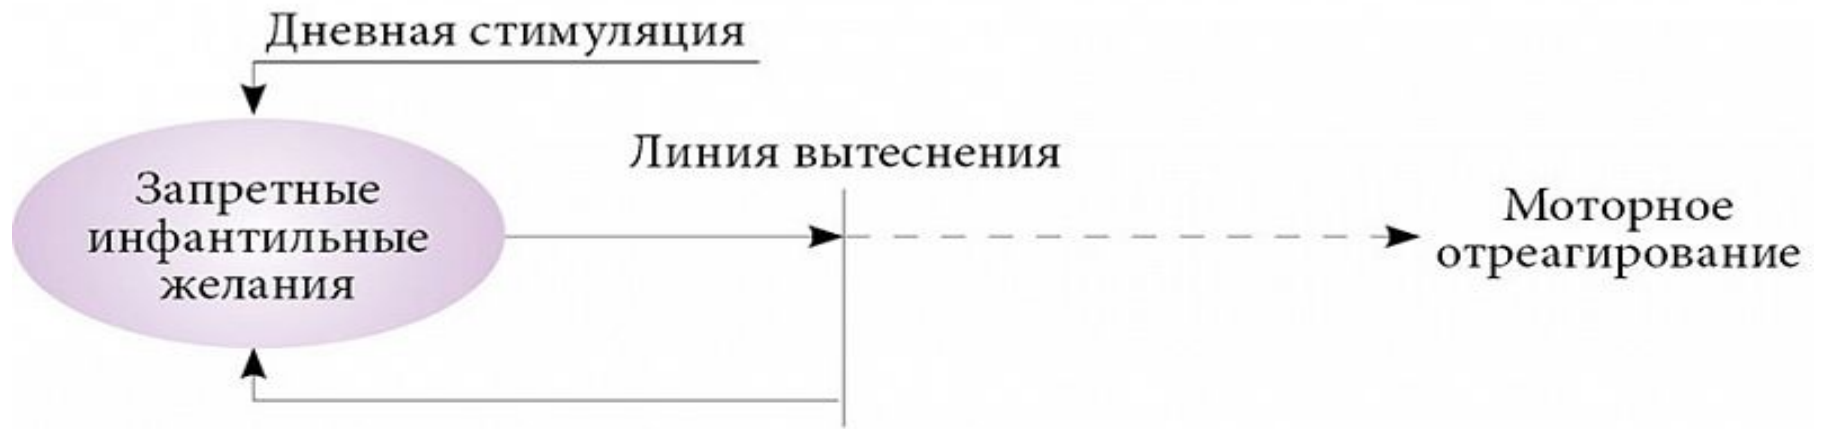 Дневная стимуляция
Линия вытеснения
Запретные
инфантильные
желания
Моторное
отреагирование